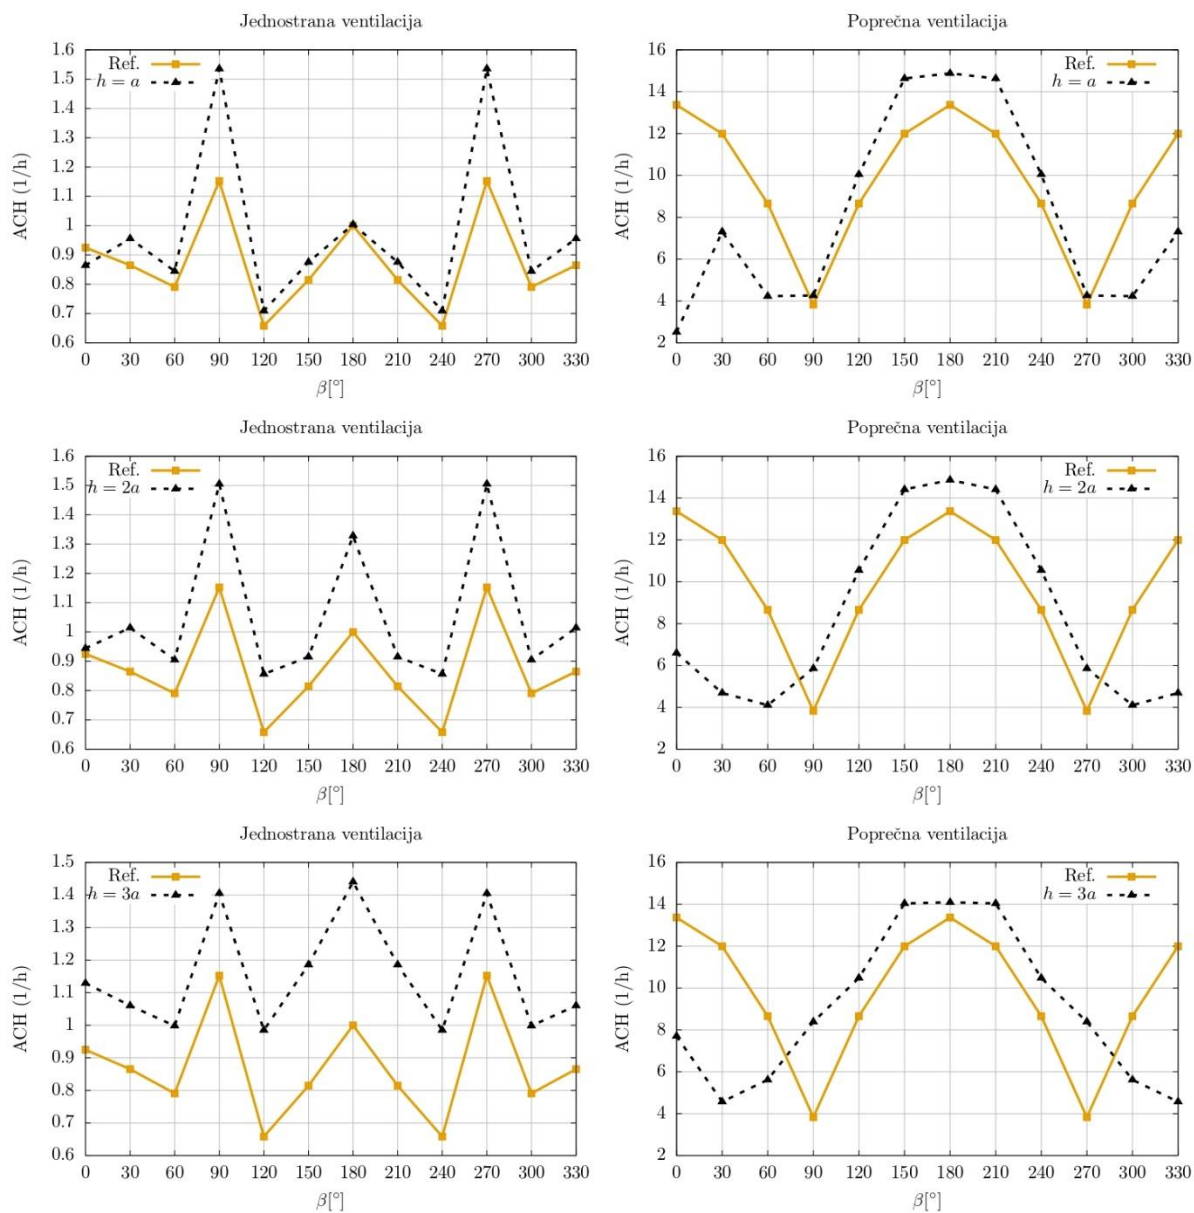 Jednostrana ventilacija
1.6
1.5
1.4
1.3
1.2
1.1
1
0.9
0.8
0.7
0.6
ACH (1/h)
Ref.
h = a
0 30 60 90 120 150 180 210 240 270 300 330
β[°]
Poprečna ventilacija
16
14
12
10
8
6
4
2
ACH (1/h)
Ref.
h = a
0 30 60 90 120 150 180 210 240 270 300 330
β[°]
Jednostrana ventilacija
1.6
1.5
1.4
1.3
1.2
1.1
1
0.9
0.8
0.7
0.6
ACH (1/h)
Ref.
h = 2a
0 30 60 90 120 150 180 210 240 270 300 330
β[°]
Poprečna ventilacija
16
14
12
10
8
6
4
2
ACH (1/h)
Ref.
h = 2a
0 30 60 90 120 150 180 210 240 270 300 330
β[°]
Jednostrana ventilacija
1.5
1.4
1.3
1.2
1.1
1
0.9
0.8
0.7
0.6
ACH (1/h)
Ref.
h = 3a
0 30 60 90 120 150 180 210 240 270 300 330
β[°]
Poprečna ventilacija
16
14
12
10
8
6
4
2
ACH (1/h)
Ref.
h = 3a
0 30 60 90 120 150 180 210 240 270 300 330
β[°]